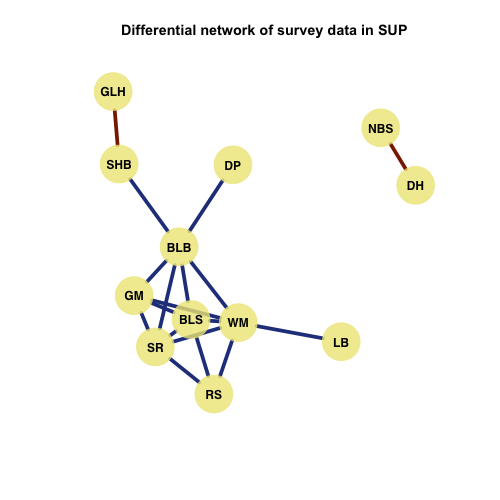 Differential network of survey data in SUP
GLH
NBS
SHB
DP
DH
BLB
GM
BLS
WM
LB
SR
RS